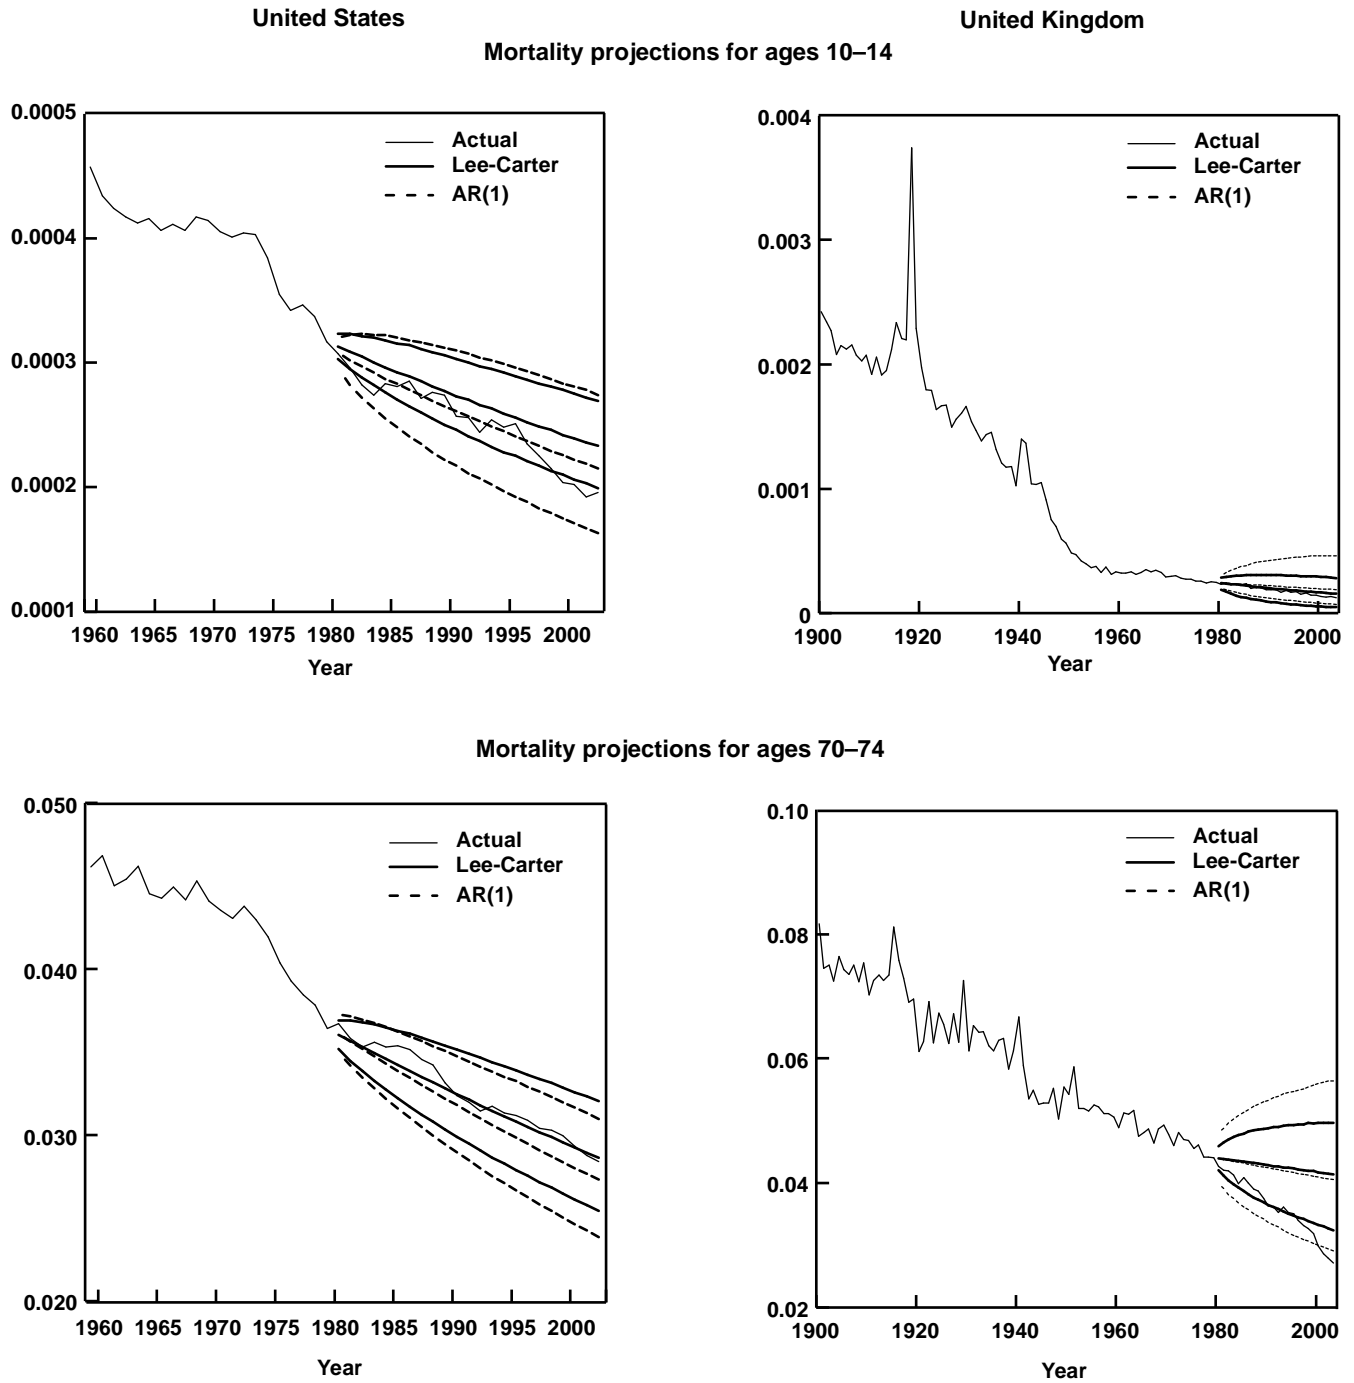 United States
United Kingdom
Mortality projections for ages 10–14
0.0005
0.0004
0.0003
0.0002
0.0001
Actual
Lee-Carter
AR(1)
1960 1965 1970 1975 1980 1985 1990 1995 2000
Year
0.004
0.003
0.002
0.001
0
Actual
Lee-Carter
AR(1)
1900 1920 1940 1960 1980 2000
Year
Mortality projections for ages 70–74
0.050
0.040
0.030
0.020
Actual
Lee-Carter
AR(1)
1960 1965 1970 1975 1980 1985 1990 1995 2000
Year
0.10
0.08
0.06
0.04
0.02
Actual
Lee-Carter
AR(1)
1900 1920 1940 1960 1980 2000
Year